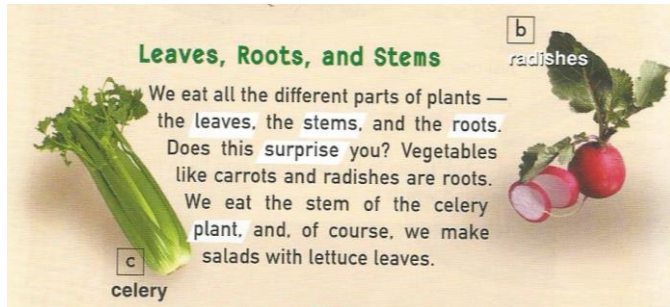 b
radishes
Leaves, Roots, and Stems
We eat all the different parts of plants —
the leaves, the stems, and the roots.
Does this surprise you? Vegetables
like carrots and radishes are roots.
We eat the stem of the celery
plant, and, of course, we make
salads with lettuce leaves.
c
celery